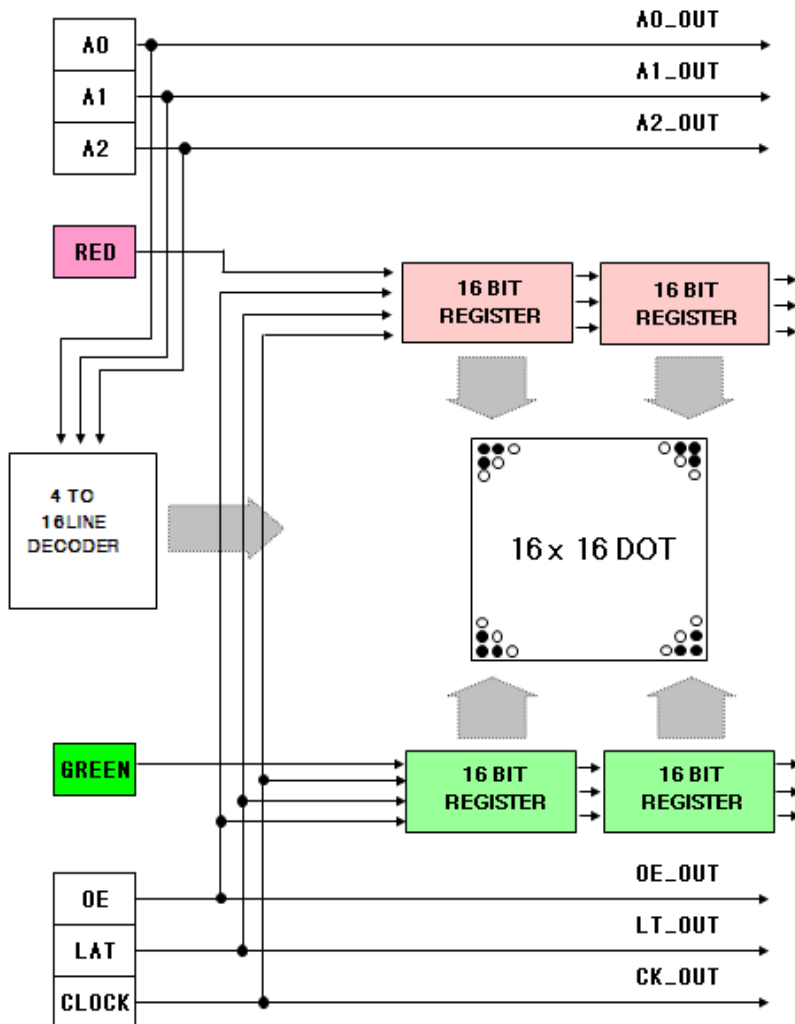 A0
A0_OUT
A1
A1_OUT
A2
A2_OUT
RED
16 BIT
REGISTER
16 BIT
REGISTER
4 TO
16LINE
DECODER
16 x 16 DOT
GREEN
16 BIT
REGISTER
16 BIT
REGISTER
OE
OE_OUT
LAT
LT_OUT
CLOCK
CK_OUT